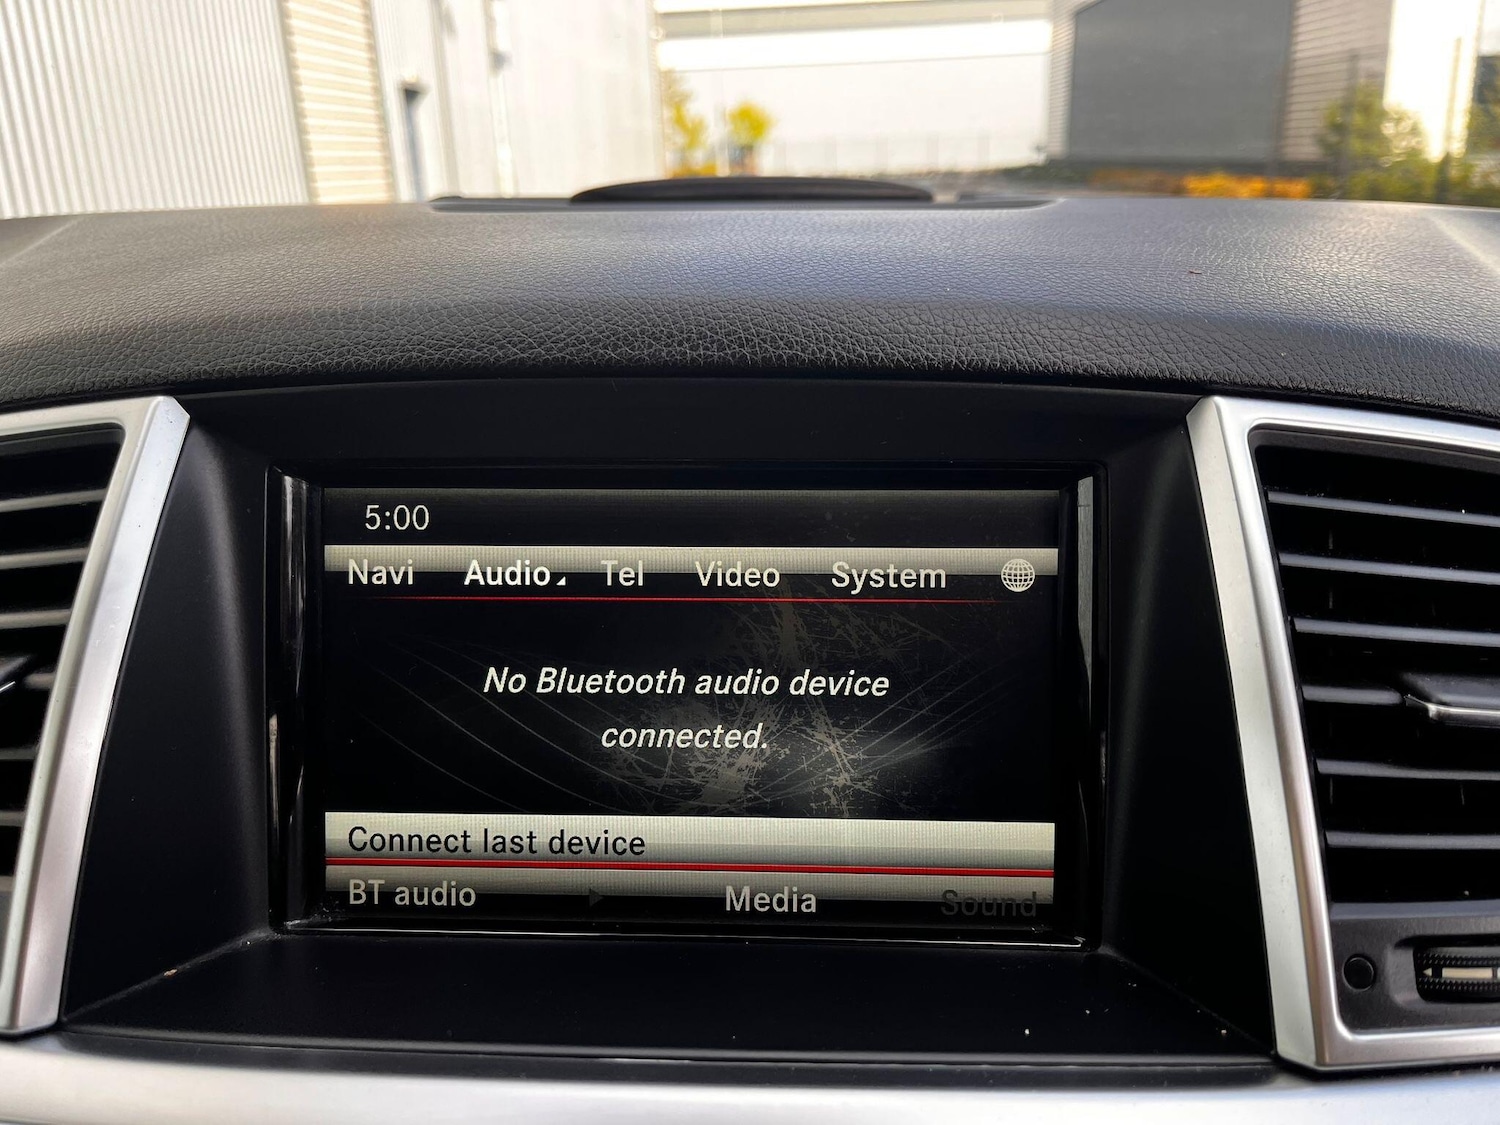 5:00
Navi Audio Tel Video System
No Bluetooth audio device
connected.
Connect last device
BT audio Media Sound